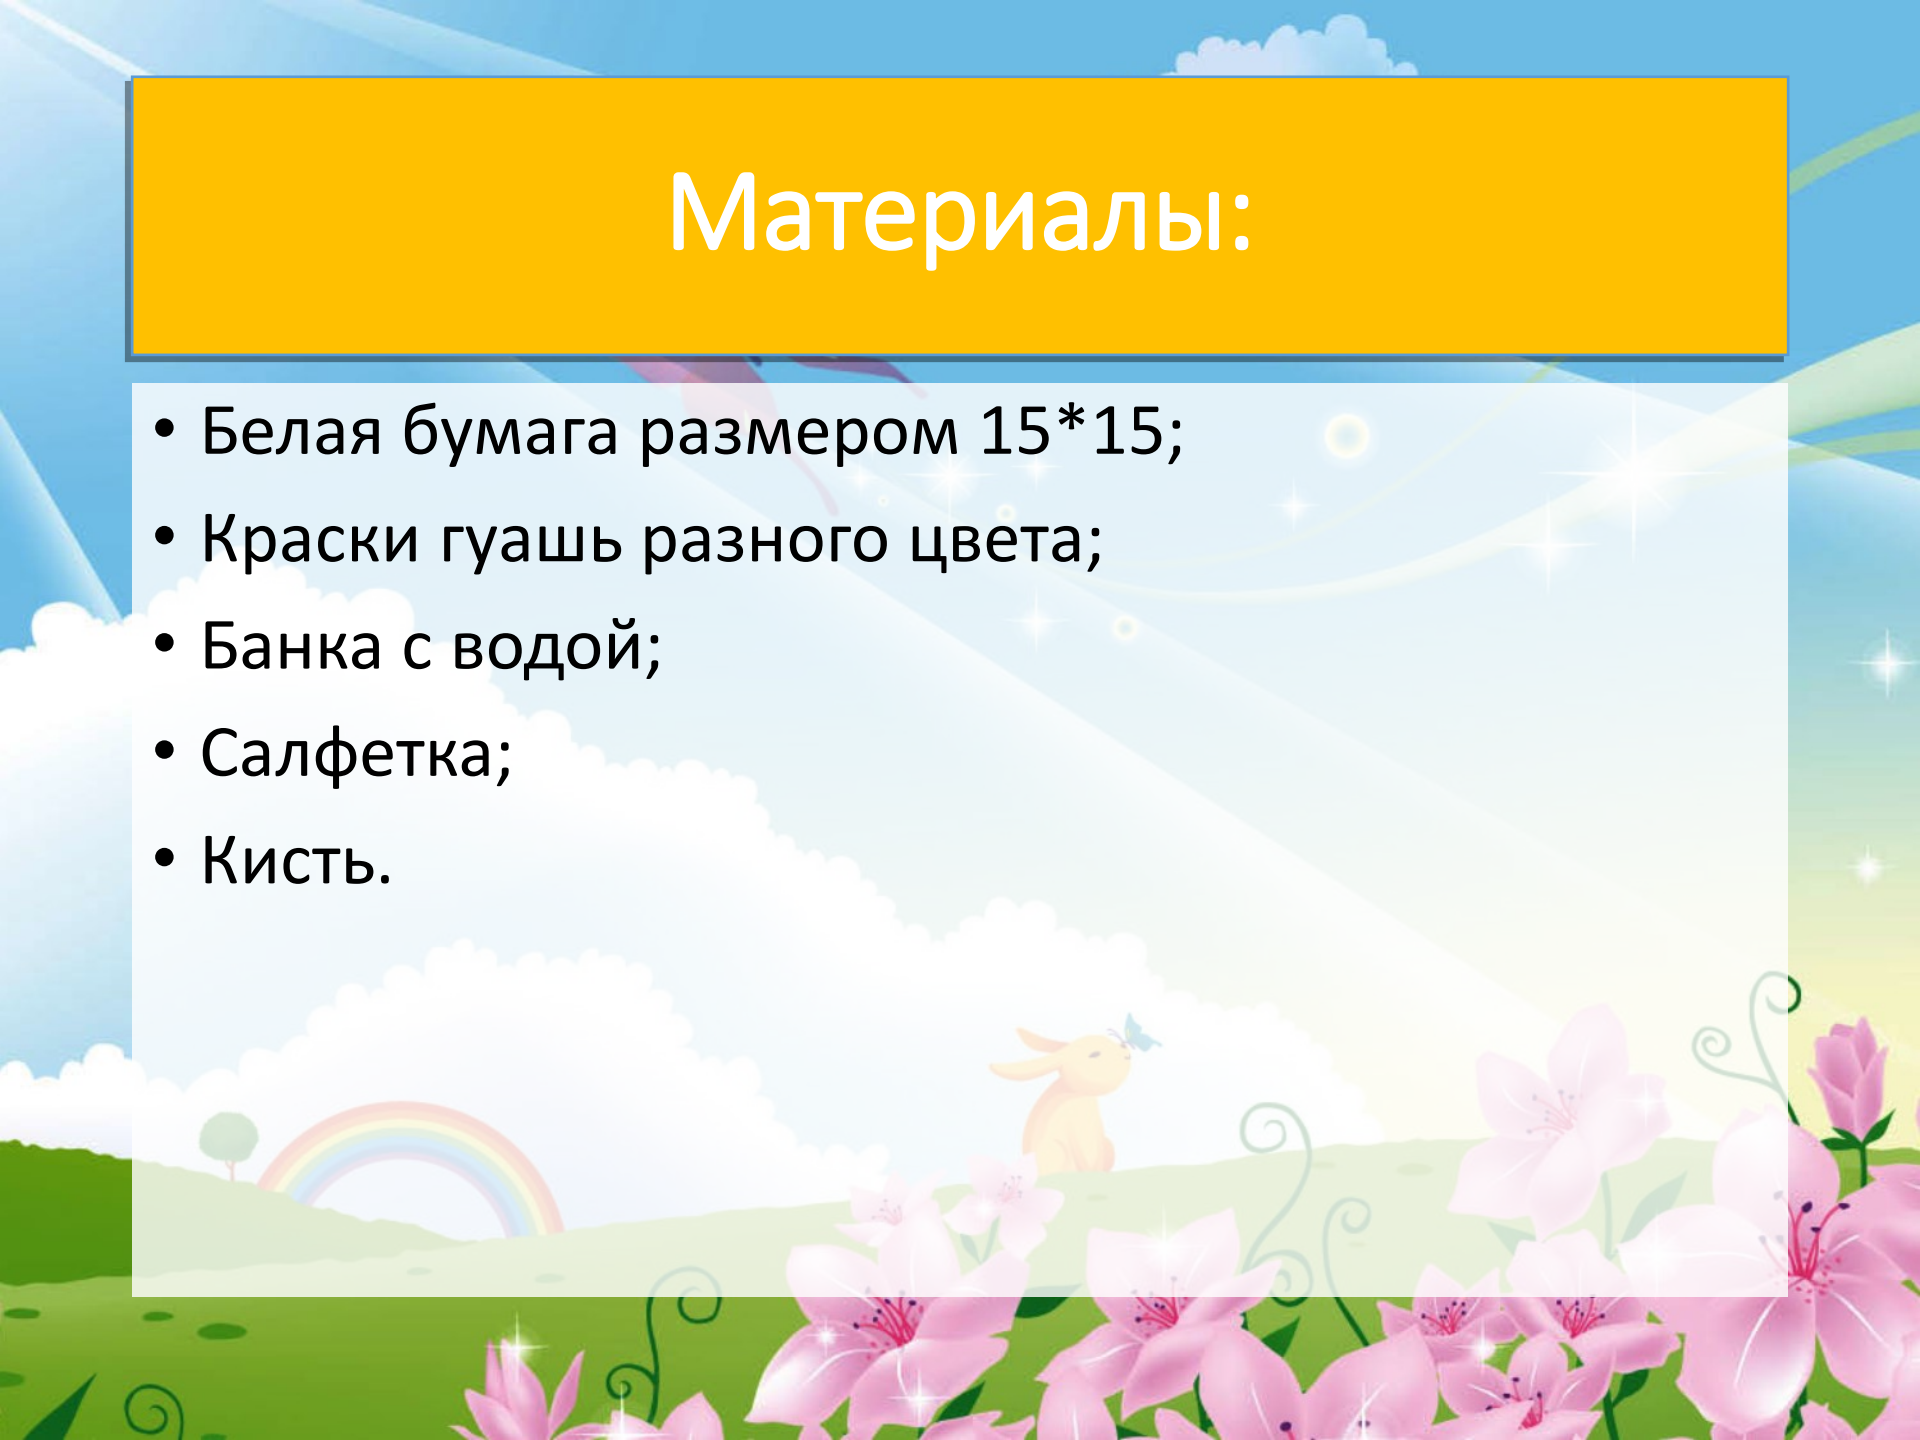 Материалы:
• Белая бумага размером 15*15;
• Краски гуашь разного цвета;
• Банка с водой;
• Салфетка;
• Кисть.